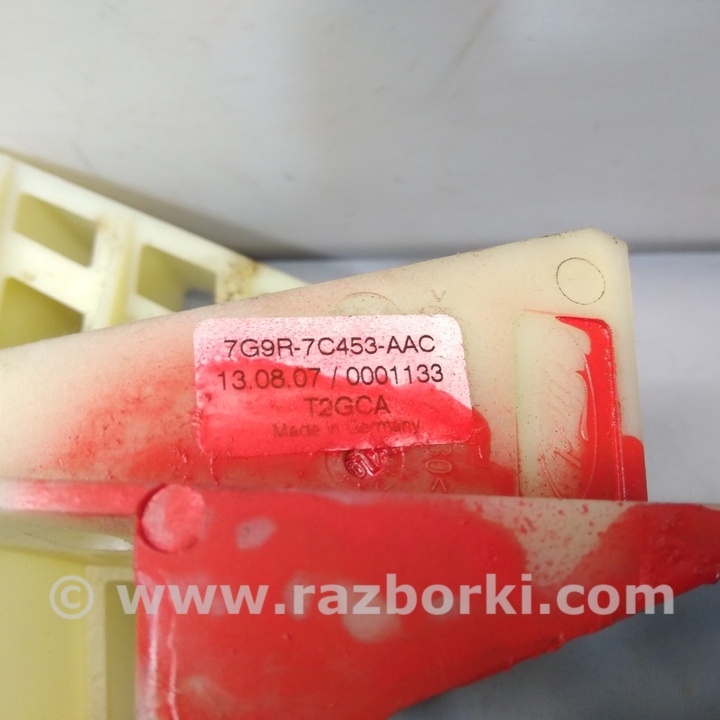 7G9R-7C453-AAC
13.08.07 / 0001133
T2GCA
Made in Germany
© www.razborki.com